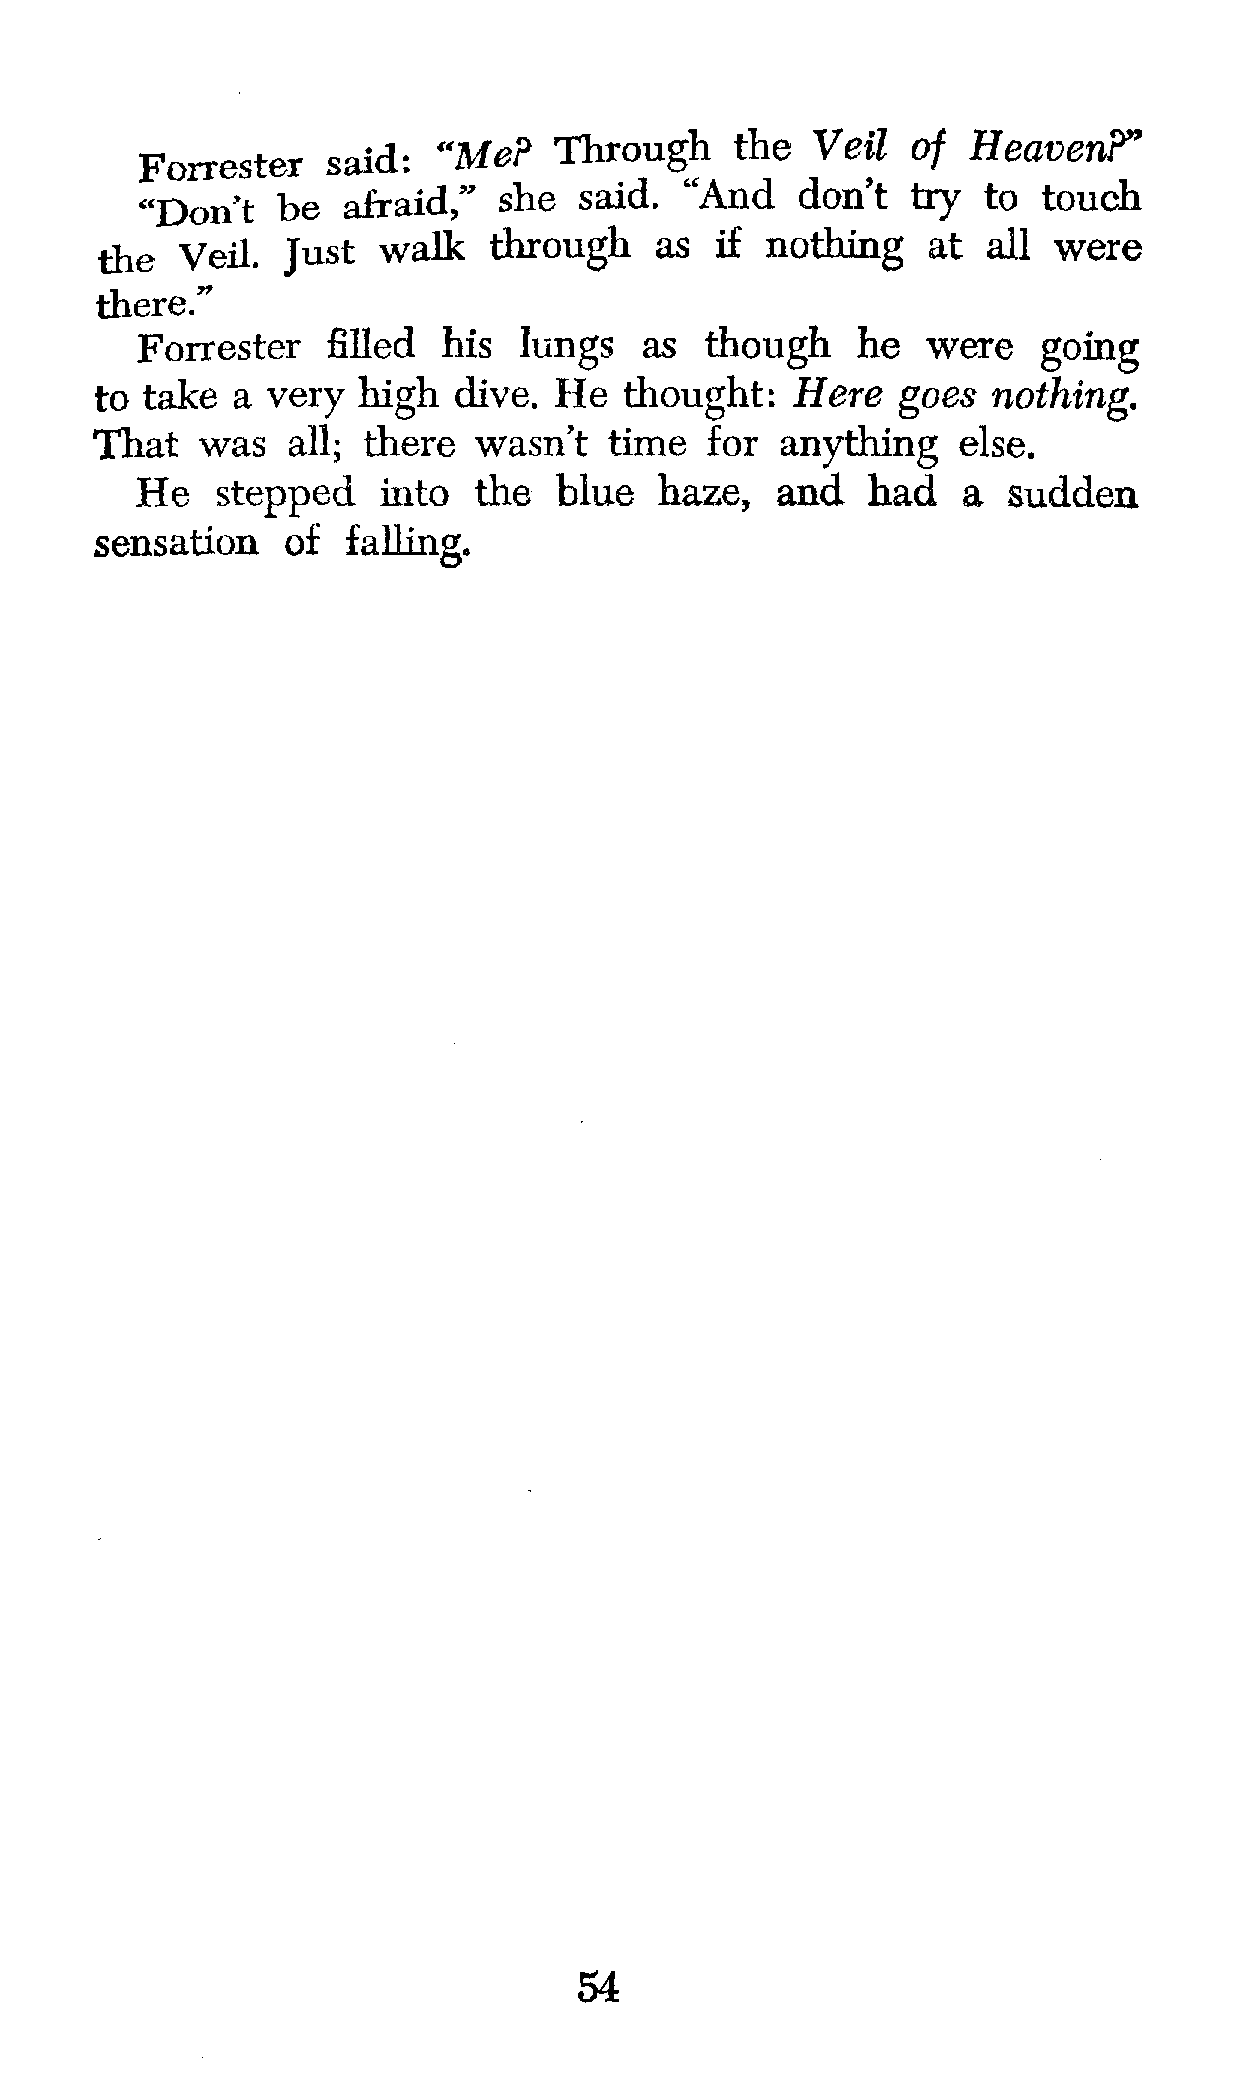 Forrester said: “Me? Through the Veil of Heaven?”
“Don't be afraid,” she said. “And don't try to touch
the Veil. Just walk through as if nothing at all were
there.”
Forrester filled his lungs as though he were going
to take a very high dive. He thought: Here goes nothing.
That was all; there wasn't time for anything else.
He stepped into the blue haze, and had a sudden
sensation of falling.
54